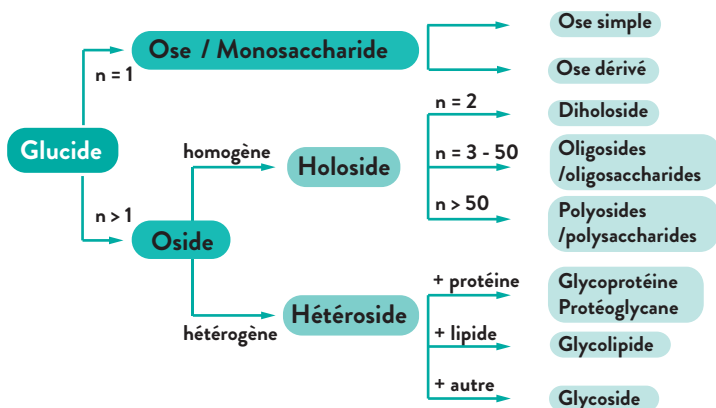 Ose / Monosaccharide
Ose simple
n = 1
Ose dérivé
n = 2
Diholoside
Glucide
homogène
Holoside
n = 3 - 50
Oligosides
/oligosaccharides
n > 1
Oside
n > 50
Polyosides
/polysaccharides
hétérogène
Hétéroside
+ protéine
Glycoprotéine
Protéoglycane
+ lipide
Glycolipide
+ autre
Glycoside